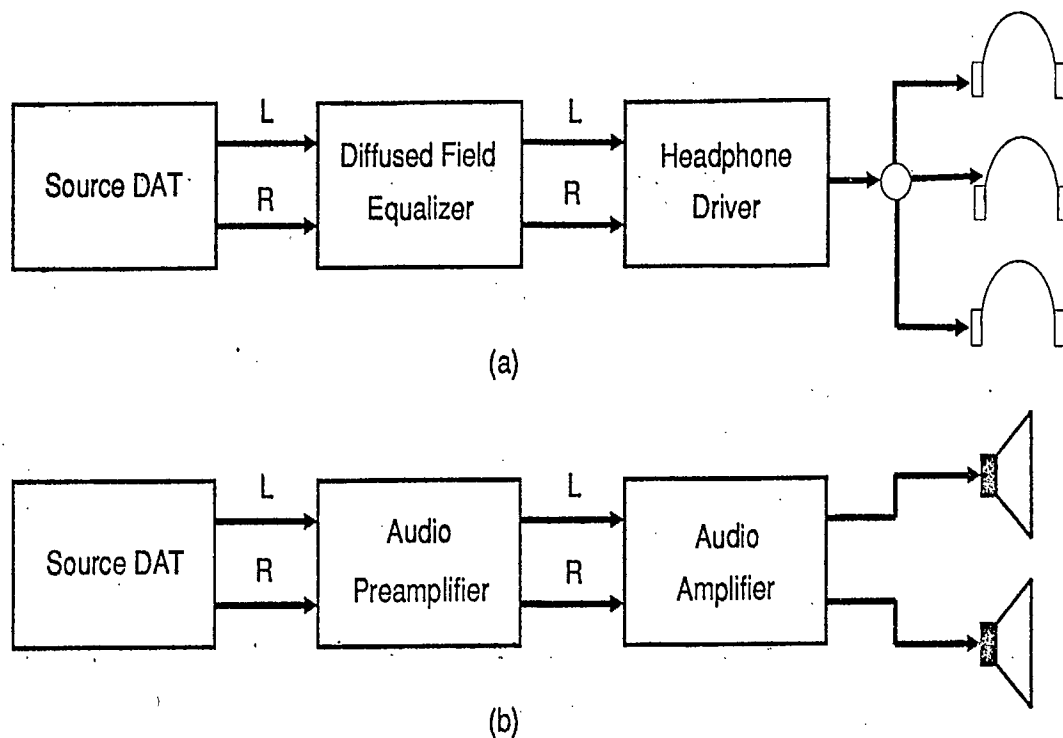 L
L
Source DAT
Diffused Field
Equalizer
Headphone
Driver
R
R
(a)
L
L
Source DAT
Audio
Preamplifier
Audio
Amplifier
R
R
(b)